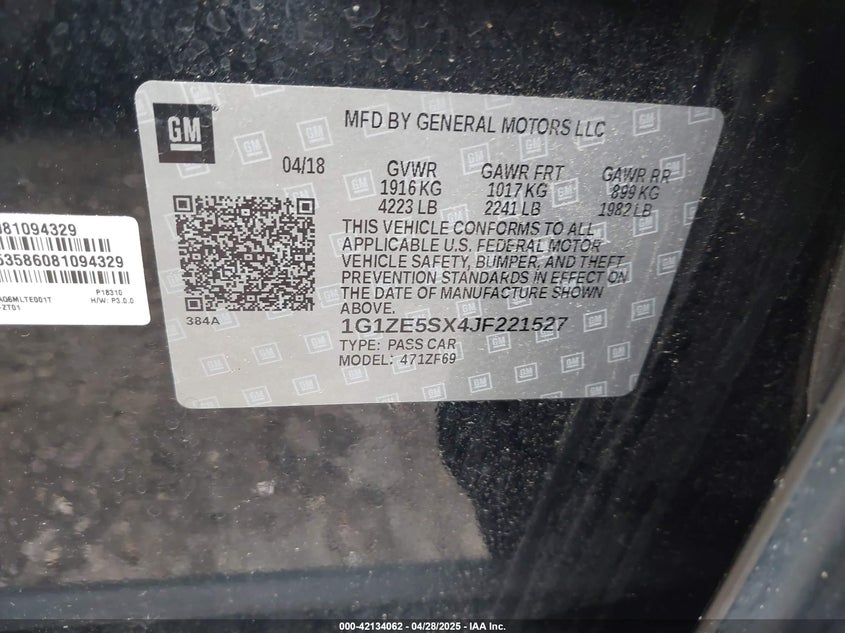 GM
MFD BY GENERAL MOTORS LLC
04/18 GVWR GAWR FRT GAWR RR
1916 KG 1017 KG 899 KG
4223 LB 2241 LB 1982 LB
THIS VEHICLE CONFORMS TO ALL
APPLICABLE U.S. FEDERAL MOTOR
VEHICLE SAFETY, BUMPER, AND THEFT
PREVENTION STANDARDS IN EFFECT ON
THE DATE OF MANUFACTURE SHOWN
ABOVE.
384A
1G1ZE5SX4JF221527
TYPE: PASS CAR
MODEL: 471ZF69
81094329
53586081094329
P18310
AQ6MLTE001T H/W: P3.0.0
-ZT01
000-42134062 04/28/2025 - IAA Inc.